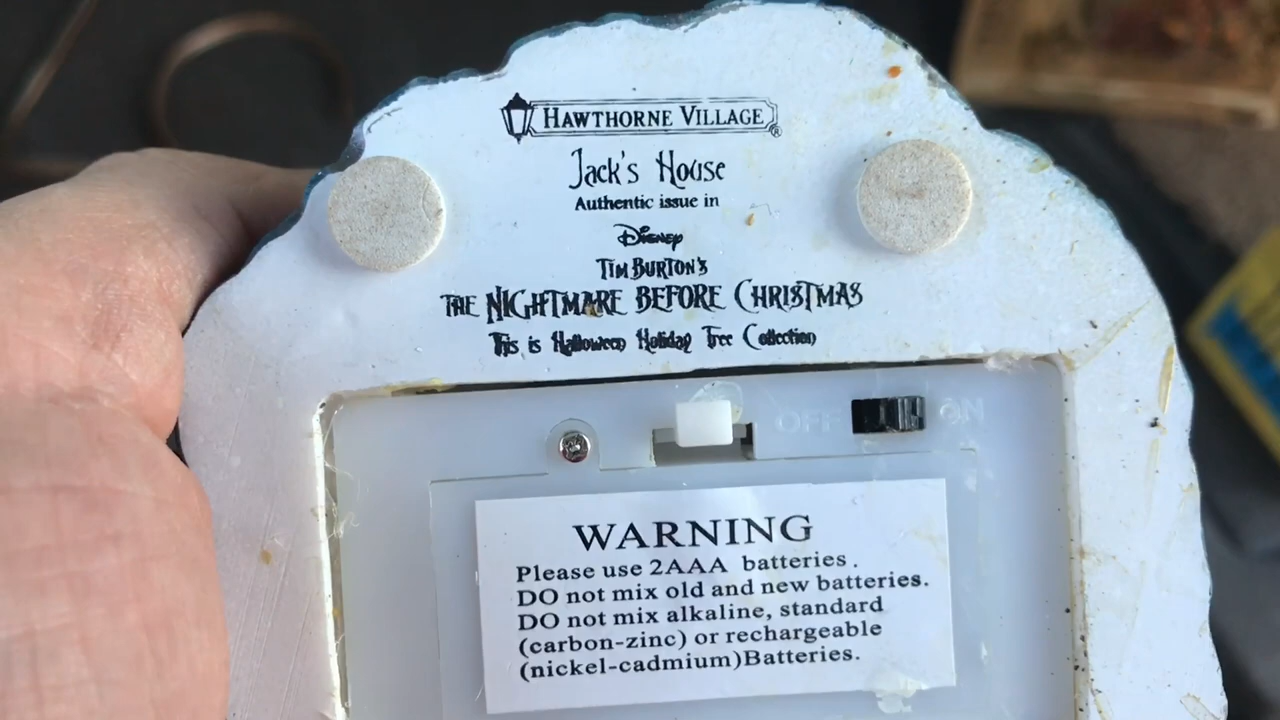 HAWTHORNE VILLAGE®
Jack's House
Authentic issue in
Disney
TIM BURTON'S
THE NIGHTMARE BEFORE CHRISTMAS
This is Halloween Holiday Tree Collection
OFF ON
WARNING
Please use 2AAA batteries.
DO not mix old and new batteries.
DO not mix alkaline, standard
(carbon-zinc) or rechargeable
(nickel-cadmium)Batteries.